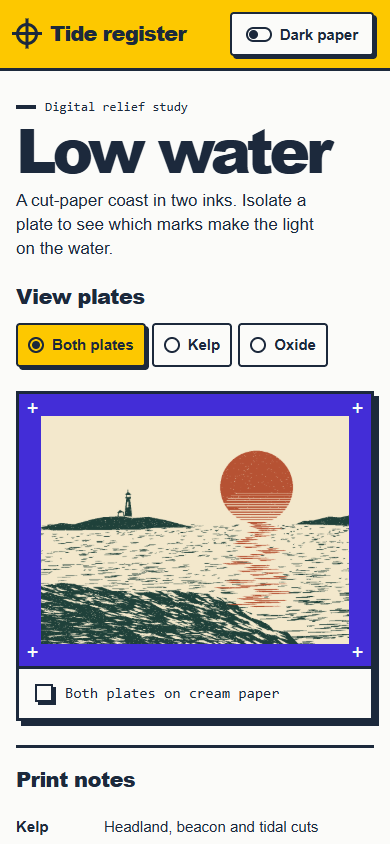 Tide register
Dark paper
Digital relief study
Low water
A cut-paper coast in two inks. Isolate a
plate to see which marks make the light
on the water.
View plates
Both plates
Kelp
Oxide
Both plates on cream paper
Print notes
Kelp
Headland, beacon and tidal cuts